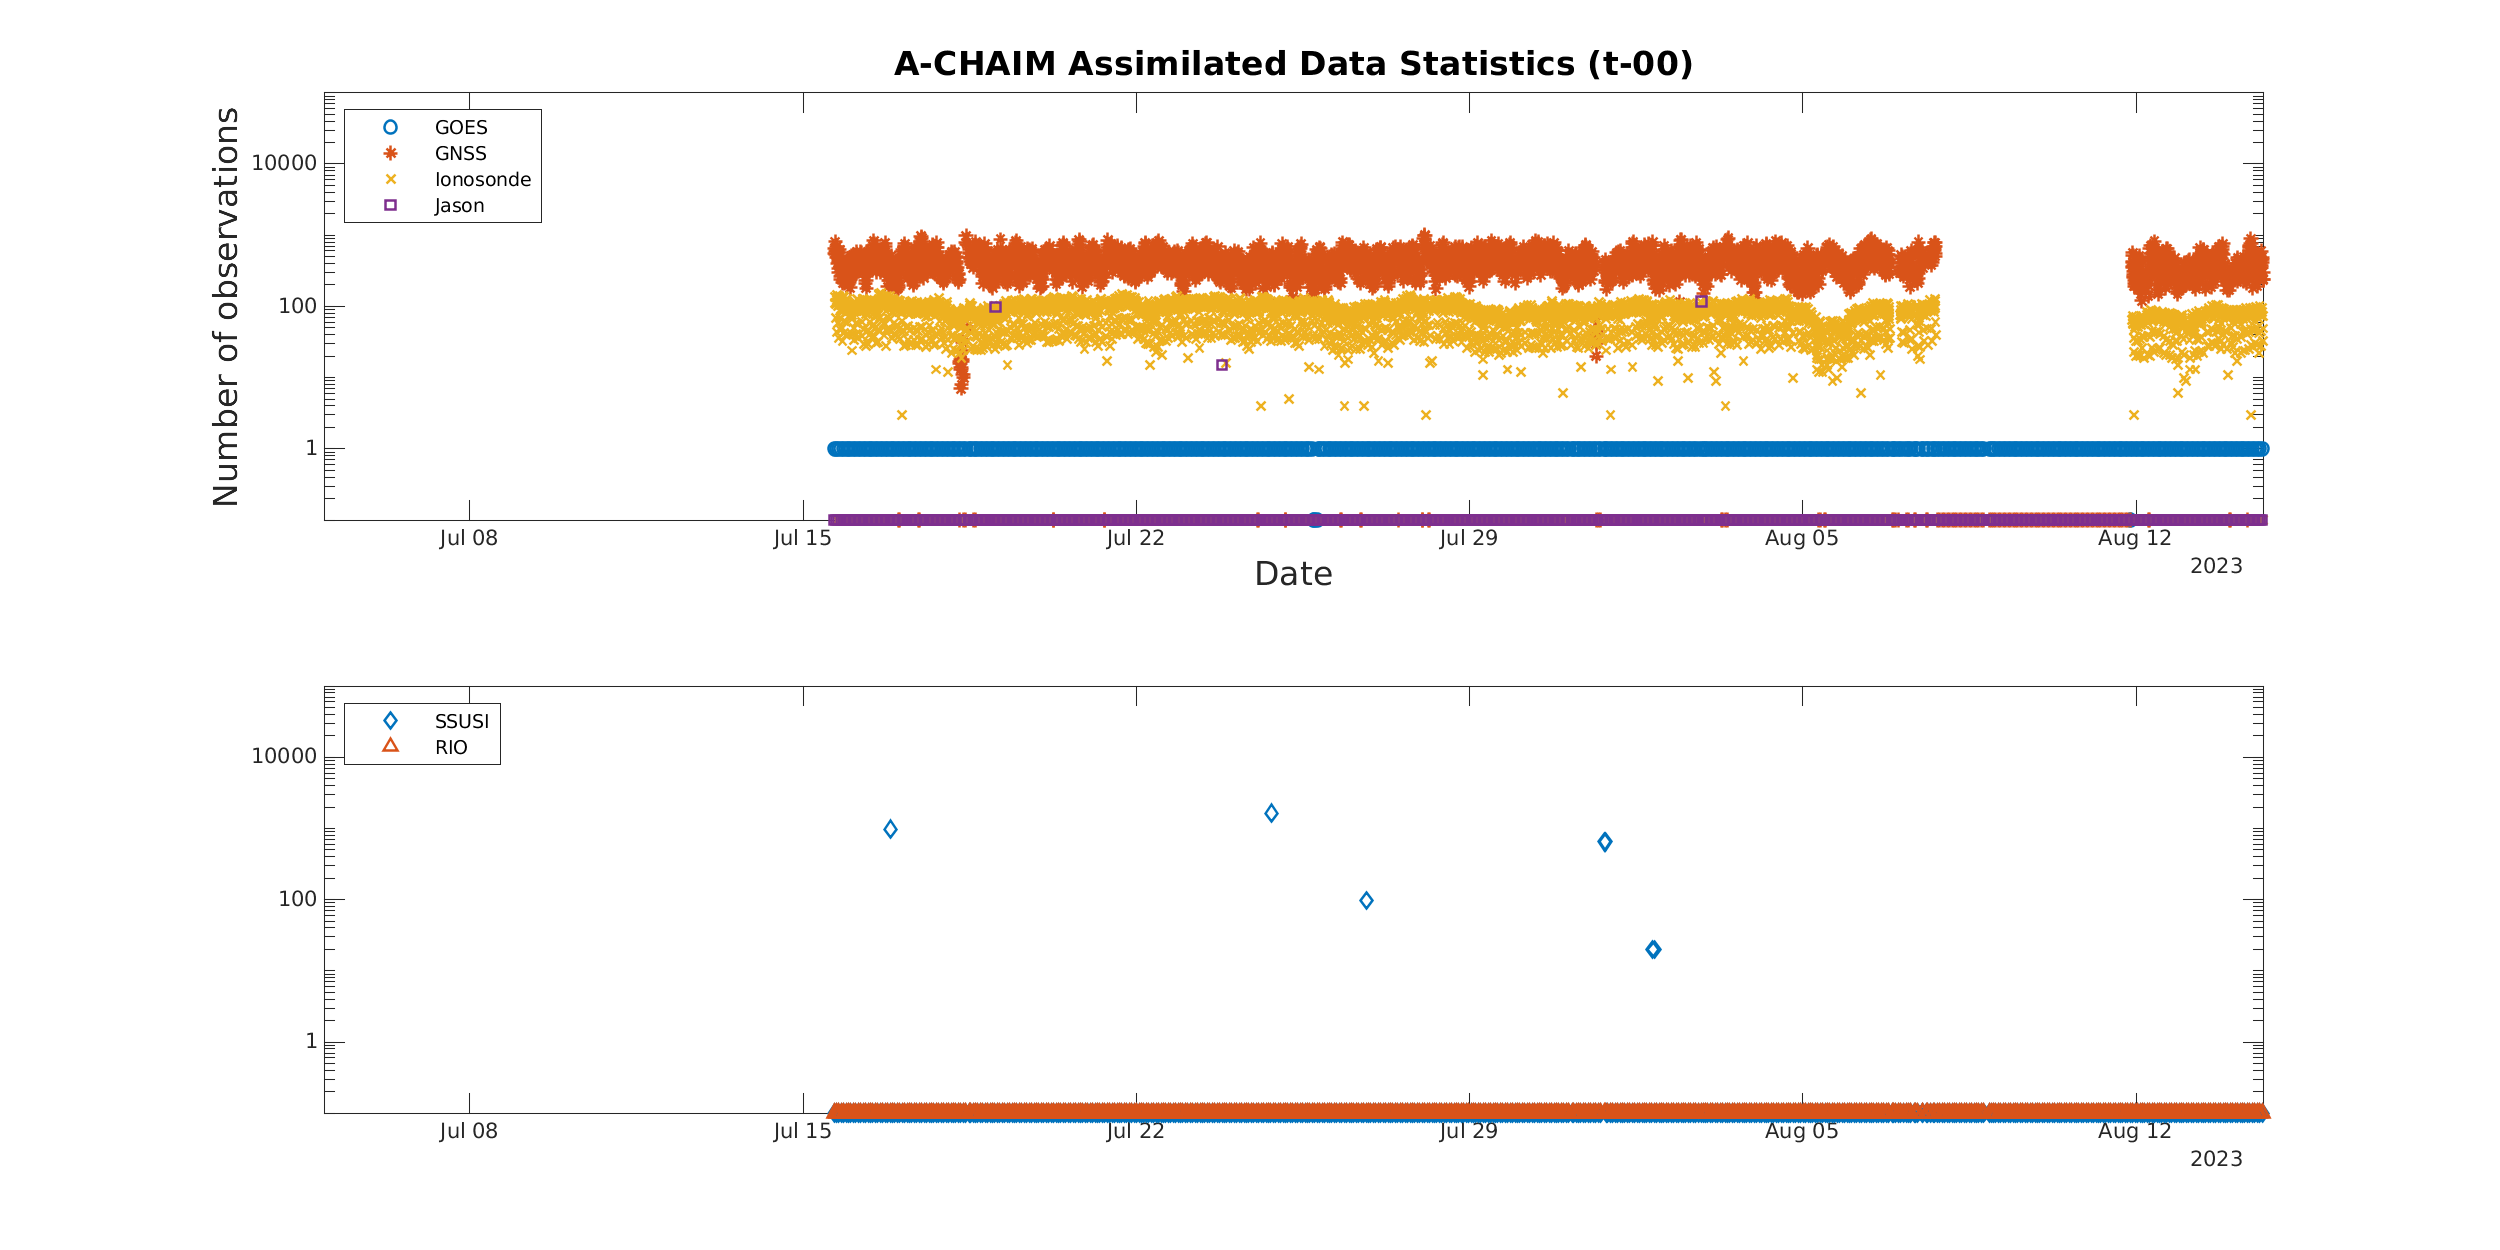 A-CHAIM Assimilated Data Statistics (t-00)
Number of observations
GOES
GNSS
Ionosonde
Jason
10000
100
1
Jul 08
Jul 15
Jul 22
Jul 29
Aug 05
Aug 12
2023
Date
SSUSI
RIO
10000
100
1
Jul 08
Jul 15
Jul 22
Jul 29
Aug 05
Aug 12
2023